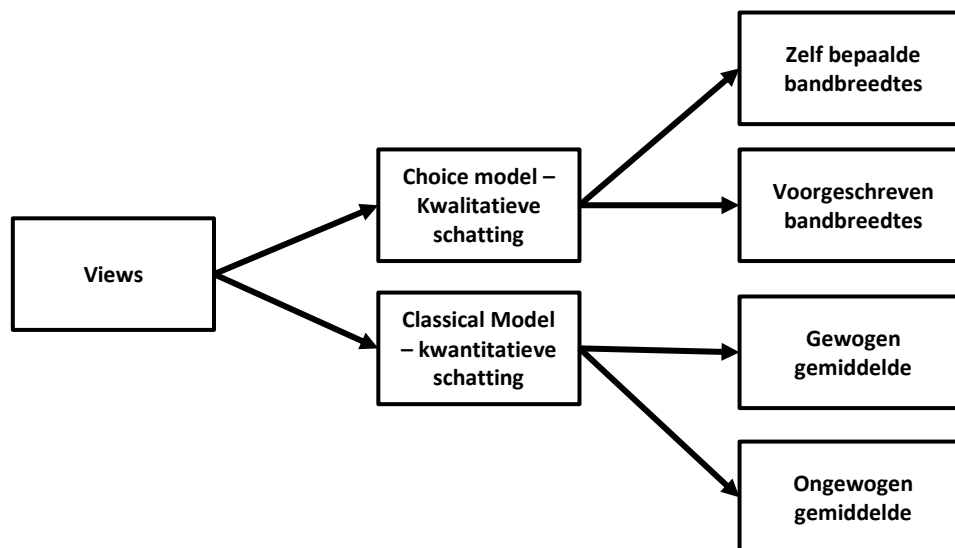 Views
Choice model –
Kwalitatieve
schatting
Classical Model
– kwantitatieve
schatting
Zelf bepaalde
bandbreedtes
Voorgeschreven
bandbreedtes
Gewogen
gemiddelde
Ongewogen
gemiddelde